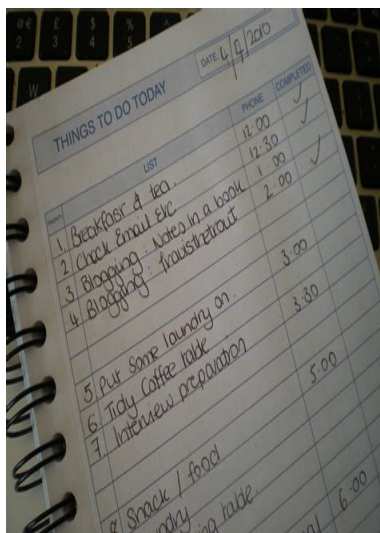 THINGS TO DO TODAY
DATE 4/9/2010
LIST PHONE COMPLETED
1 Breakfast & tea. 12:00 ✓
2 Check Email Etc 12:30 ✓
3 Blogging: Notes in a book 1:00 ✓
4 Blogging: Travisthetrout 2:00
5. Put some laundry on. 3:00
6. Tidy coffee table 3:30
7. Interview preparation
5:00
8 Snack / food
table.
6:00